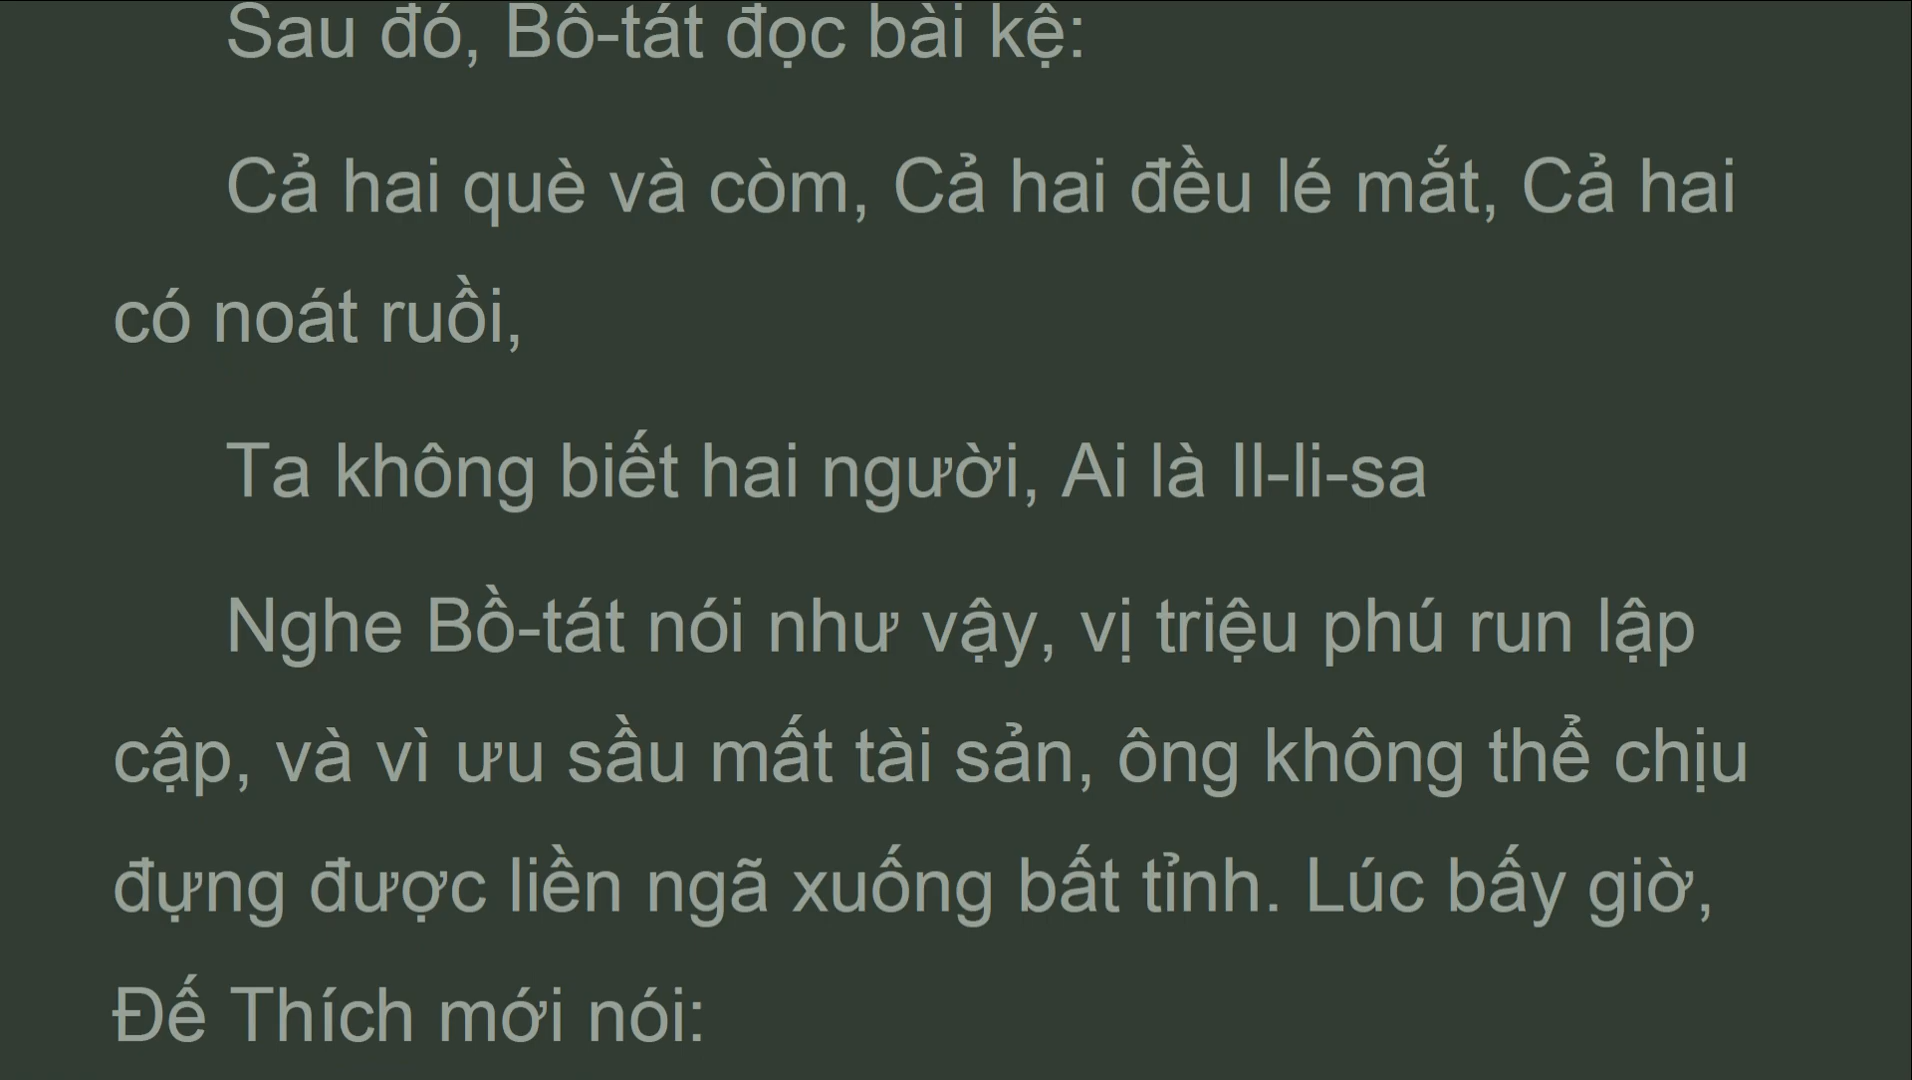 Sau đó, Bồ-tát đọc bài kệ:
Cả hai què và còm, Cả hai đều lé mắt, Cả hai
có noát ruồi,
Ta không biết hai người, Ai là Il-li-sa
Nghe Bồ-tát nói như vậy, vị triệu phú run lập
cập, và vì ưu sầu mất tài sản, ông không thể chịu
đựng được liền ngã xuống bất tỉnh. Lúc bấy giờ,
Đế Thích mới nói: